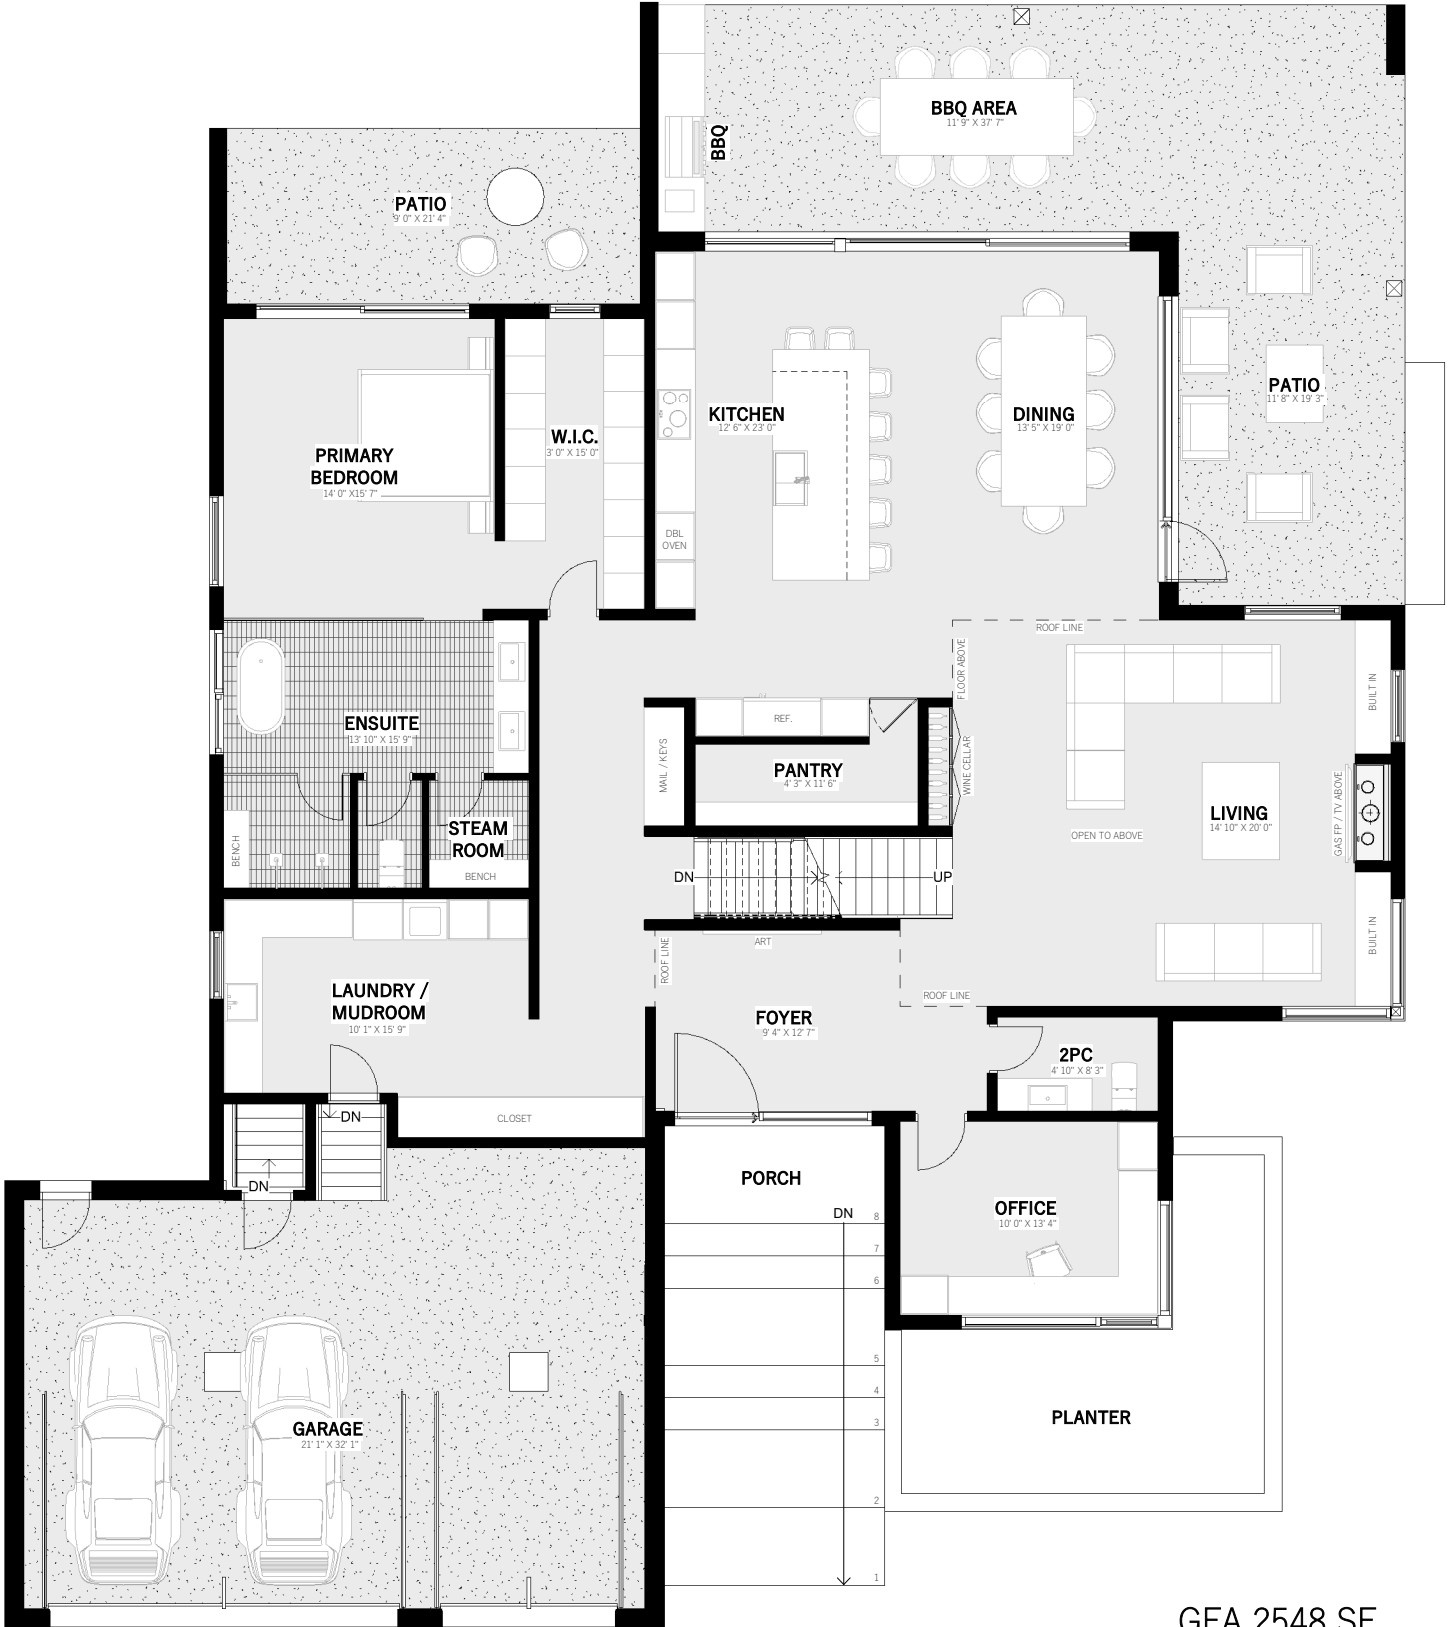 BBQ AREA
11' 9" X 37' 7"
BBQ
PATIO
9' 0" X 21' 4"
PATIO
11' 8" X 19' 3"
KITCHEN
12' 6" X 23' 0"
DINING
13' 5" X 19' 0"
W.I.C.
3' 0" X 15' 0"
PRIMARY
BEDROOM
14' 0" X15' 7"
DBL
OVEN
ROOF LINE
FLOOR ABOVE
BUILT IN
ENSUITE
13' 10" X 15' 9"
REF.
MAIL / KEYS
PANTRY
4' 3" X 11' 6"
WINE CELLAR
LIVING
14' 10" X 20' 0"
GAS FP / TV ABOVE
OPEN TO ABOVE
STEAM
ROOM
BENCH
BENCH
DN
UP
BUILT IN
ART
ROOF LINE
ROOF LINE
LAUNDRY /
MUDROOM
10' 1" X 15' 9"
FOYER
9' 4" X 12' 7"
2PC
4' 10" X 8' 3"
DN
CLOSET
DN
PORCH
DN
8
7
6
5
4
3
2
1
OFFICE
10' 0" X 13' 4"
GARAGE
21' 1" X 32' 1"
PLANTER
GFA 2548 SF